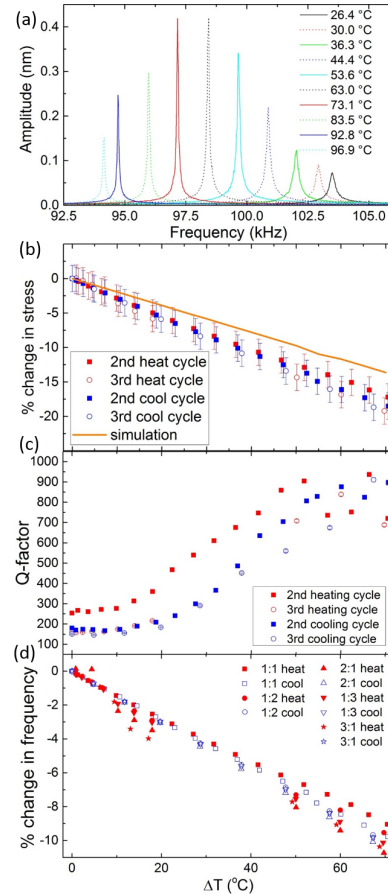 (a)
26.4 °C
30.0 °C
36.3 °C
44.4 °C
53.6 °C
63.0 °C
73.1 °C
83.5 °C
92.8 °C
96.9 °C
Amplitude (nm)
0.4
0.3
0.2
0.1
0.0
92.5 95.0 97.5 100.0 102.5 105.0
Frequency (kHz)
(b)
% change in stress
5
0
-5
-10
-15
-20
2nd heat cycle
3rd heat cycle
2nd cool cycle
3rd cool cycle
simulation
(c)
Q-factor
1000
900
800
700
600
500
400
300
200
100
2nd heating cycle
3rd heating cycle
2nd cooling cycle
3rd cooling cycle
(d)
% change in frequency
0
-2
-4
-6
-8
-10
1:1 heat 2:1 heat
1:1 cool 2:1 cool
1:2 heat 1:3 heat
1:2 cool 1:3 cool
3:1 heat
3:1 cool
0 20 40 60
ΔT (°C)